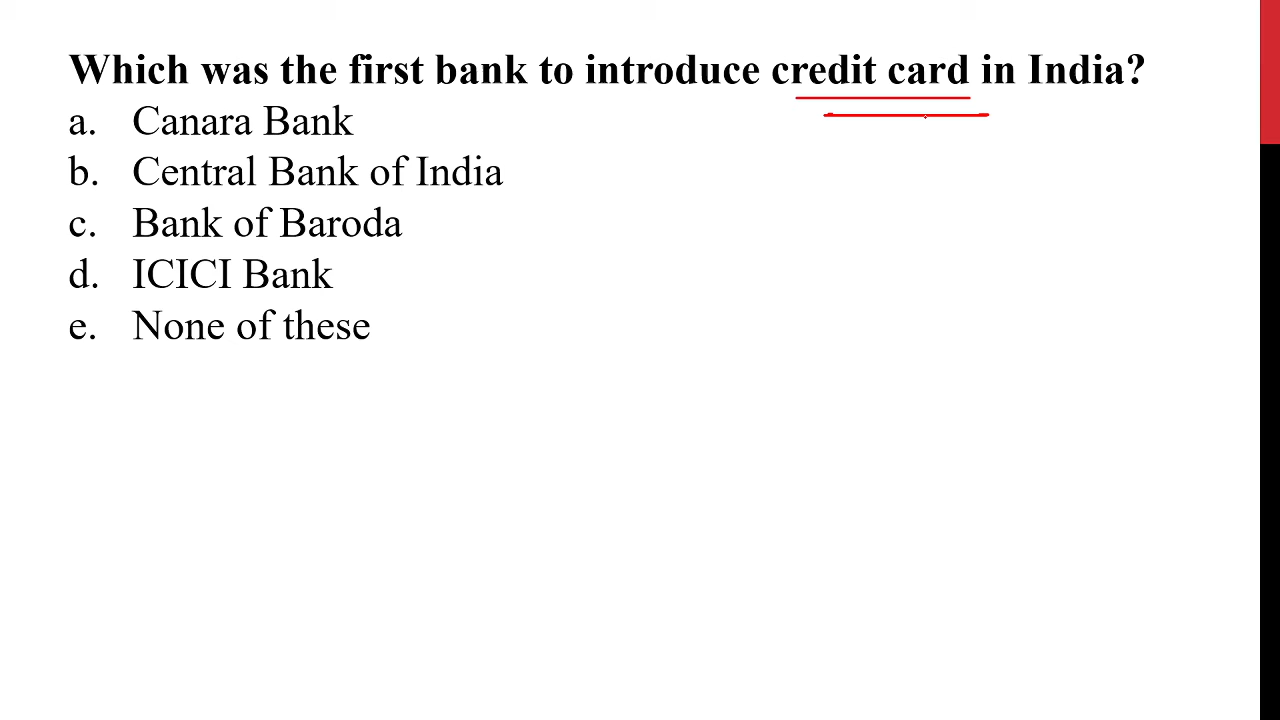 Which was the first bank to introduce credit card in India?
a. Canara Bank
b. Central Bank of India
c. Bank of Baroda
d. ICICI Bank
e. None of these